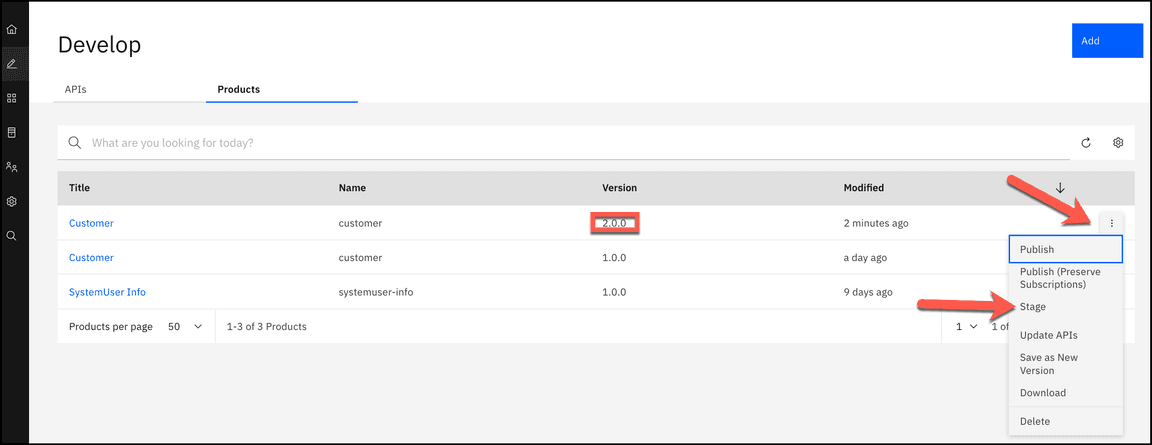 Develop
Add
APIs Products
What are you looking for today?
Title Name Version Modified
Customer customer 2.0.0 2 minutes ago
Customer customer 1.0.0 a day ago
SystemUser Info systemuser-info 1.0.0 9 days ago
Products per page 50 1-3 of 3 Products 1 1 of
Publish
Publish (Preserve
Subscriptions)
Stage
Update APIs
Save as New
Version
Download
Delete